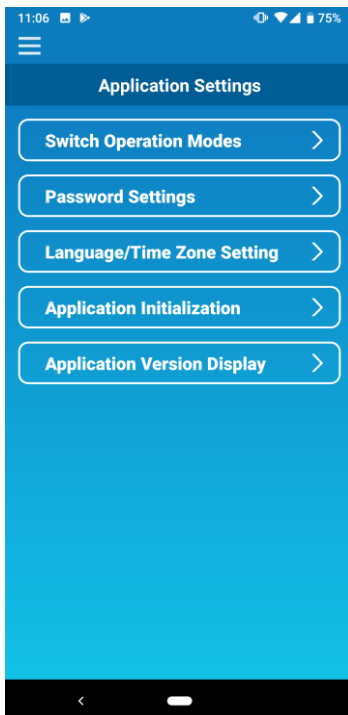 11:06 75%
Application Settings
Switch Operation Modes
Password Settings
Language/Time Zone Setting
Application Initialization
Application Version Display